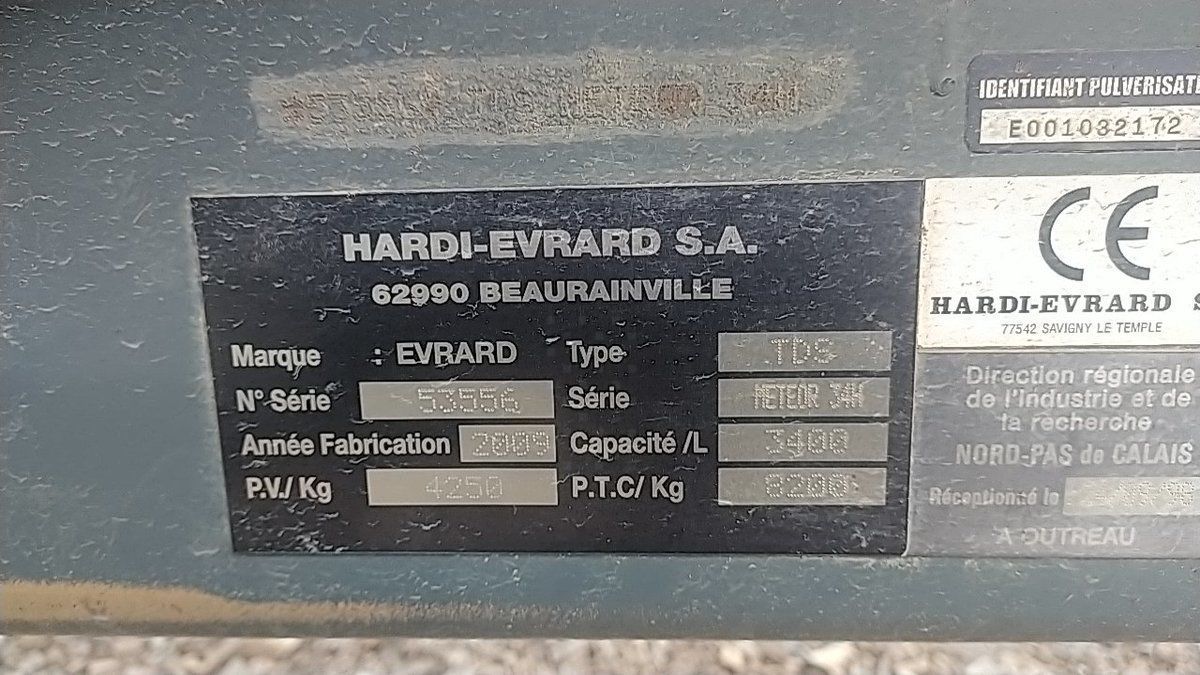 IDENTIFIANT PULVERISATE
E001032172
HARDI-EVRARD S.A.
62990 BEAURAINVILLE
Marque : EVRARD Type TDS
N° Série 53556 Série METEOR 34H
Année Fabrication 2009 Capacité /L 3400
P.V./ Kg 4250 P.T.C/ Kg 8200
CE
HARDI-EVRARD S
77542 SAVIGNY LE TEMPLE
Direction régionale
de l'Industrie et de
la recherche
NORD-PAS de CALAIS
Réceptionné le
A OUTREAU